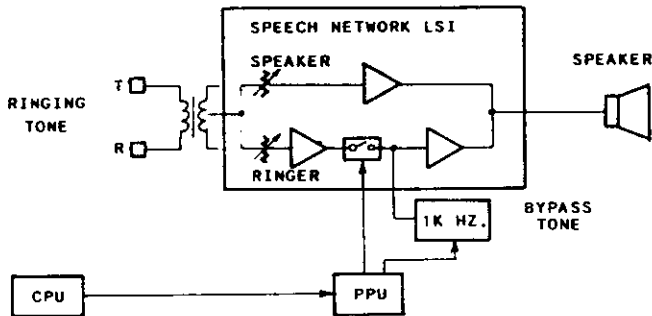 SPEECH NETWORK LSI
SPEAKER
SPEAKER
T
RINGING
TONE
R
RINGER
1K HZ.
BYPASS
TONE
CPU
PPU